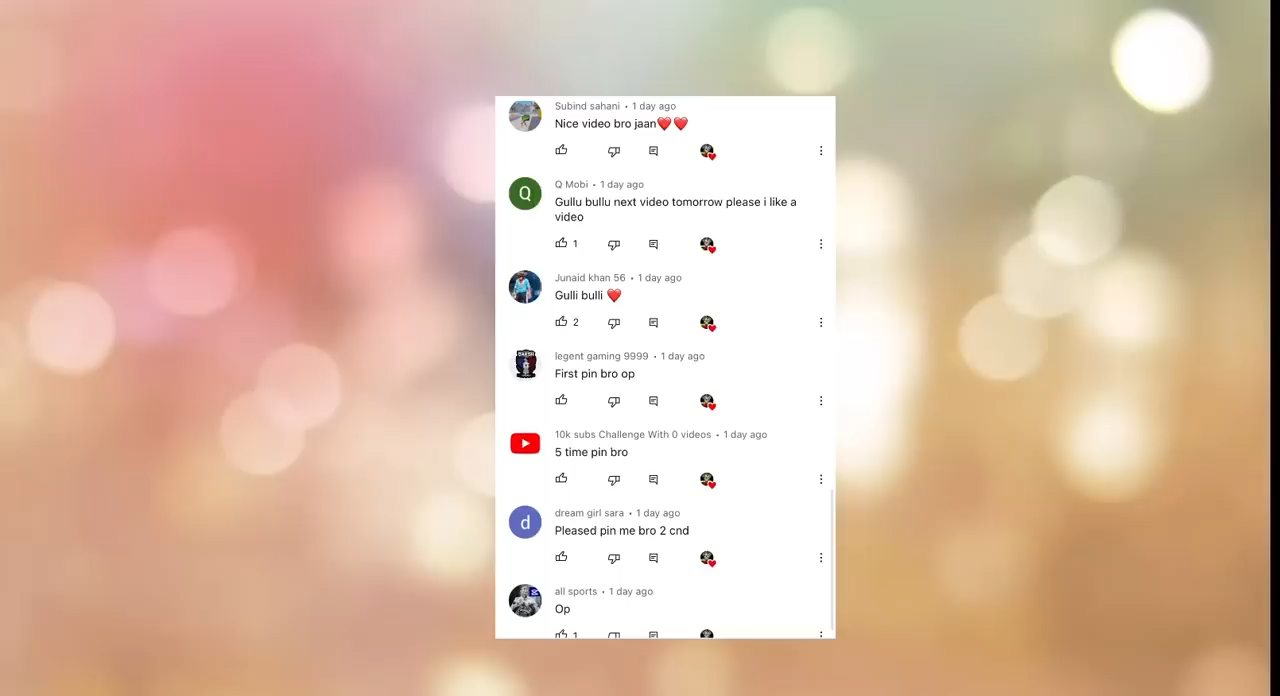 Subind sahani • 1 day ago
Nice video bro jaan❤️❤️
Q
Q Mobi • 1 day ago
Gullu bullu next video tomorrow please i like a
video
1
Junaid khan 56 • 1 day ago
Gulli bulli ❤️
2
legent gaming 9999 • 1 day ago
First pin bro op
10k subs Challenge With 0 videos • 1 day ago
5 time pin bro
d
dream girl sara • 1 day ago
Pleased pin me bro 2 cnd
all sports • 1 day ago
Op
1